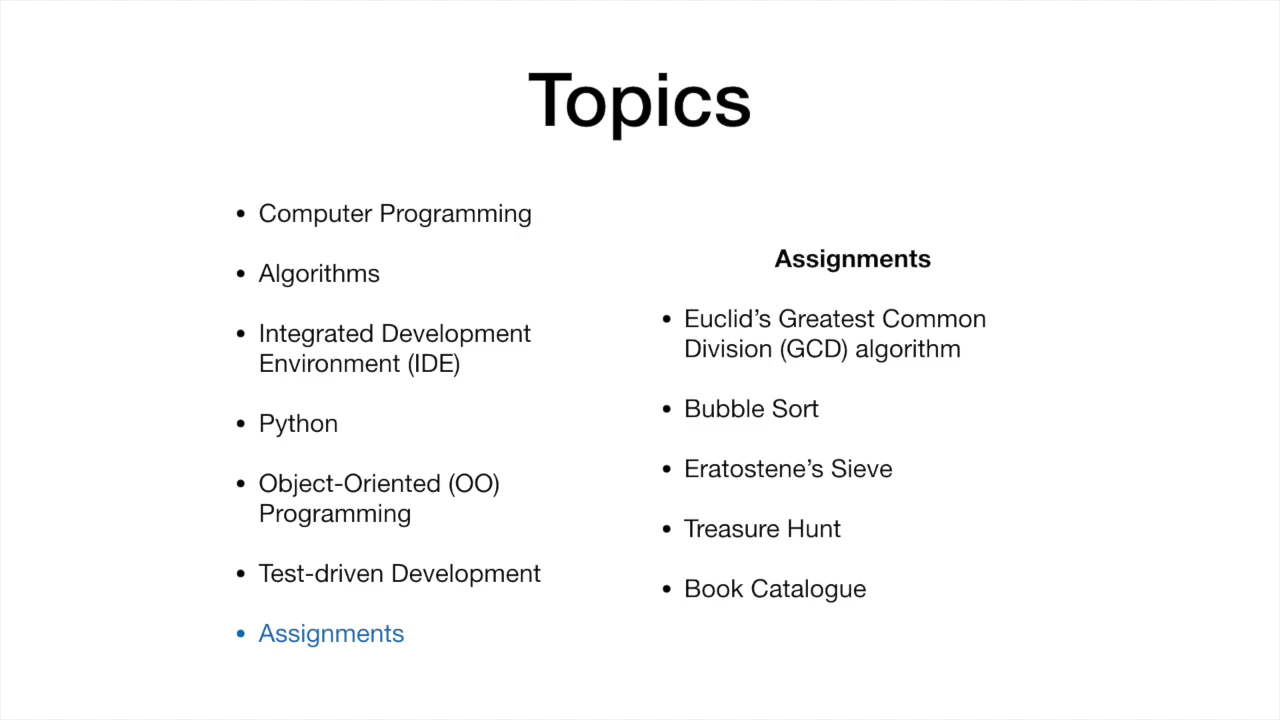 Topics
• Computer Programming
• Algorithms
• Integrated Development
Environment (IDE)
• Python
• Object-Oriented (OO)
Programming
• Test-driven Development
• Assignments
Assignments
• Euclid’s Greatest Common
Division (GCD) algorithm
• Bubble Sort
• Eratostene’s Sieve
• Treasure Hunt
• Book Catalogue